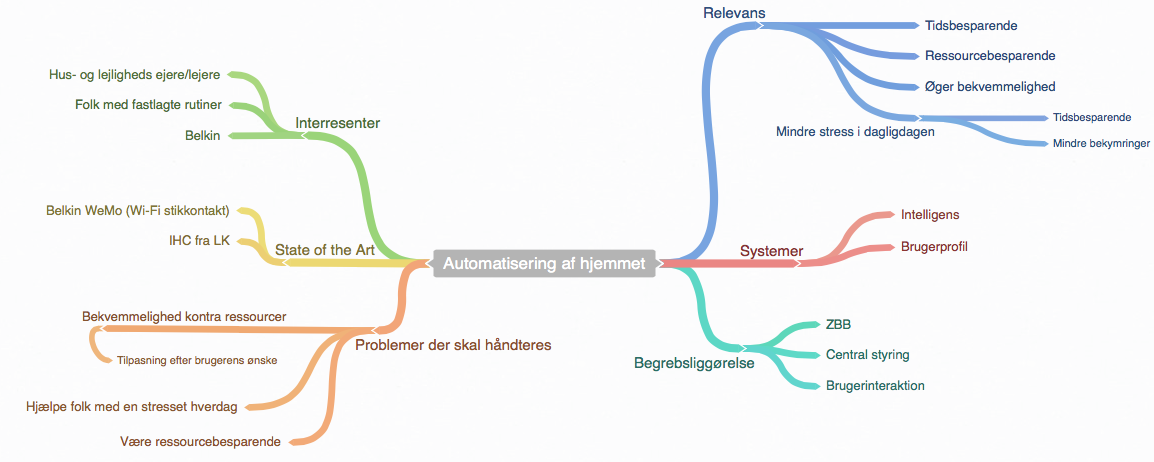 Automatisering af hjemmet
Relevans
Tidsbesparende
Ressourcebesparende
Øger bekvemmelighed
Mindre stress i dagligdagen
Tidsbesparende
Mindre bekymringer
Systemer
Intelligens
Brugerprofil
Begrebsliggørelse
ZBB
Central styring
Brugerinteraktion
Interresenter
Hus- og lejligheds ejere/lejere
Folk med fastlagte rutiner
Belkin
State of the Art
Belkin WeMo (Wi-Fi stikkontakt)
IHC fra LK
Problemer der skal håndteres
Bekvemmelighed kontra ressourcer
Tilpasning efter brugerens ønske
Hjælpe folk med en stresset hverdag
Være ressourcebesparende